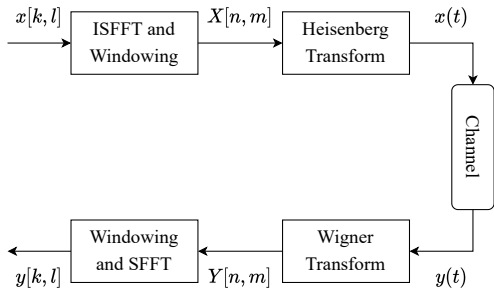 x[k, l]
ISFFT and
Windowing
X[n, m]
Heisenberg
Transform
x(t)
Channel
Windowing
and SFFT
Wigner
Transform
y[k, l]
Y[n, m]
y(t)